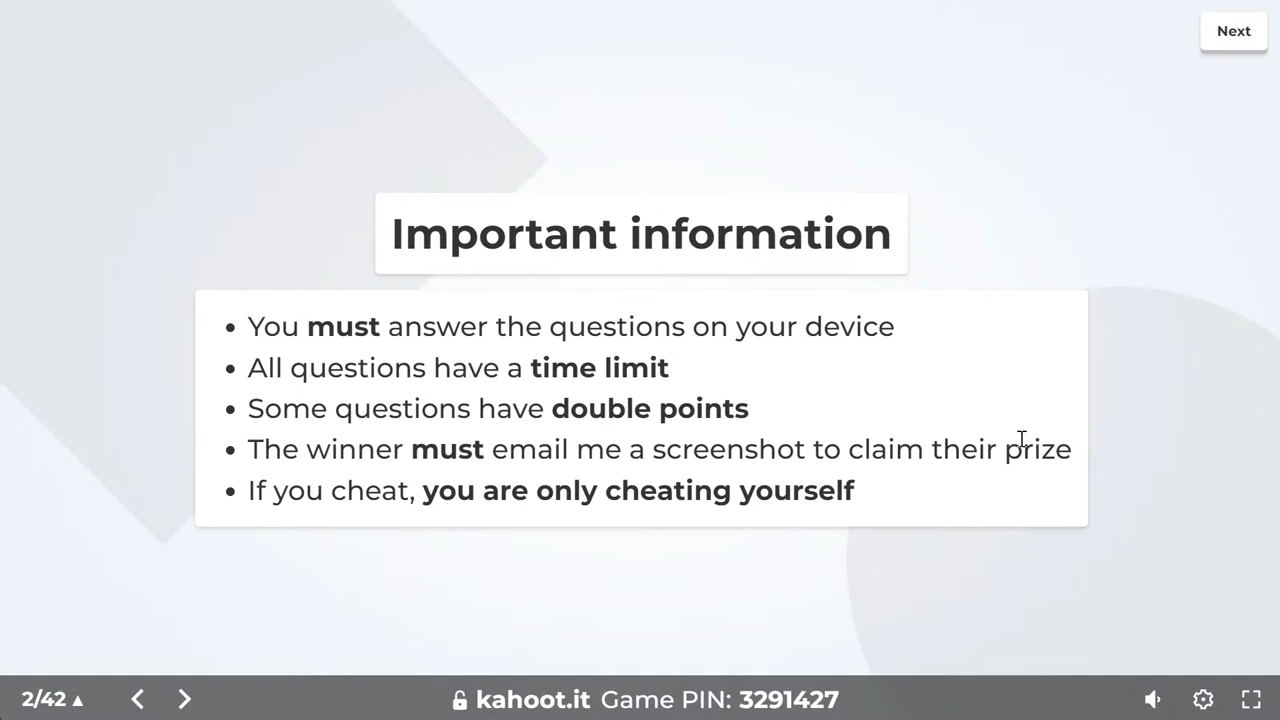 Next
Important information
• You must answer the questions on your device
• All questions have a time limit
• Some questions have double points
• The winner must email me a screenshot to claim their prize
• If you cheat, you are only cheating yourself
2/42 ▲ kahoot.it Game PIN: 3291427